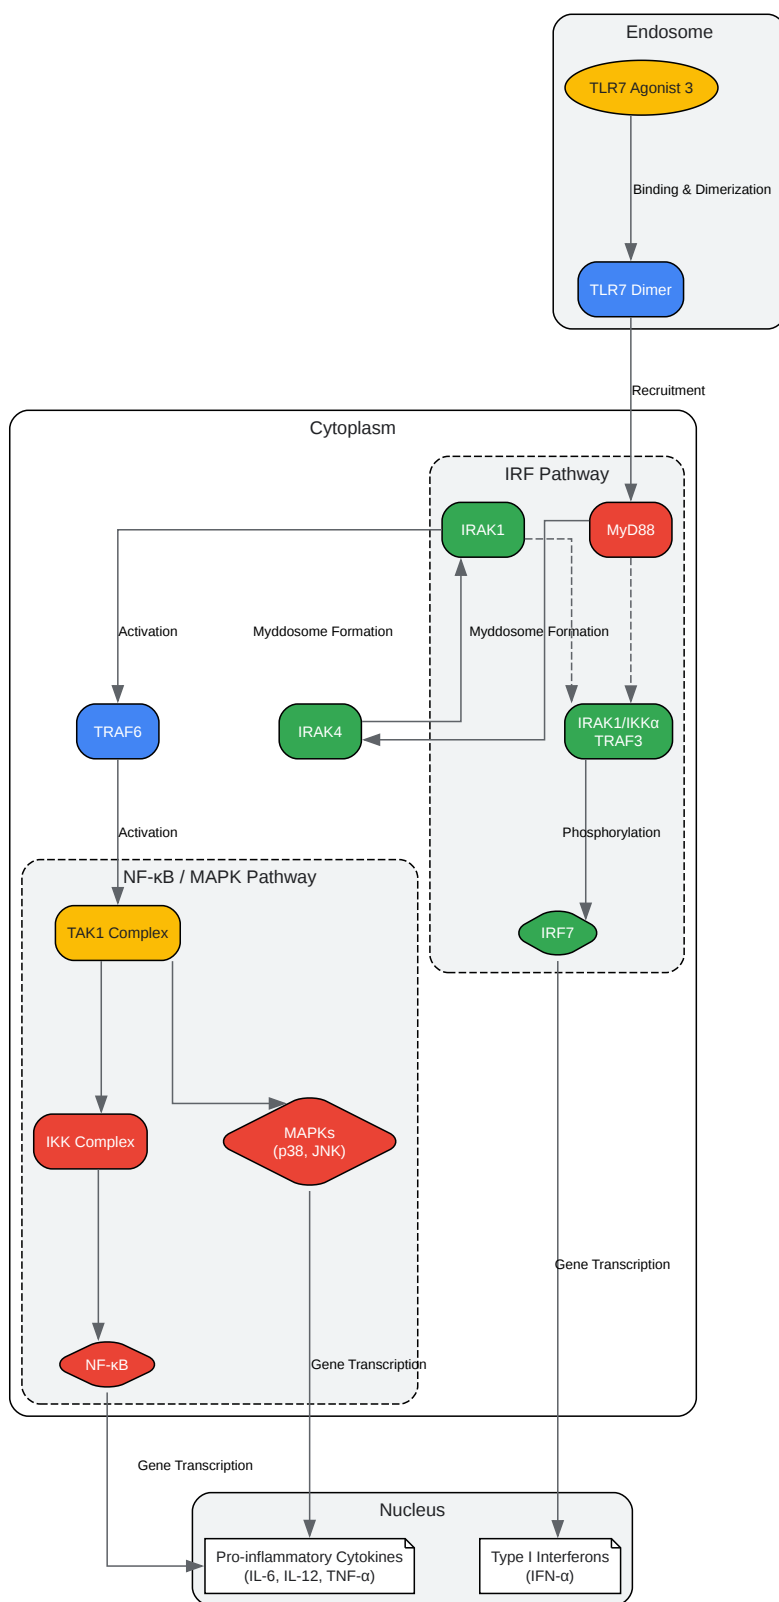 Endosome
TLR7 Agonist 3
Binding & Dimerization
TLR7 Dimer
Recruitment
Cytoplasm
IRF Pathway
IRAK1
MyD88
Activation
Myddosome Formation
Myddosome Formation
TRAF6
IRAK4
IRAK1/IKKα
TRAF3
Activation
Phosphorylation
NF-κB / MAPK Pathway
TAK1 Complex
IRF7
IKK Complex
MAPKs
(p38, JNK)
Gene Transcription
NF-κB
Gene Transcription
Gene Transcription
Nucleus
Pro-inflammatory Cytokines
(IL-6, IL-12, TNF-α)
Type I Interferons
(IFN-α)